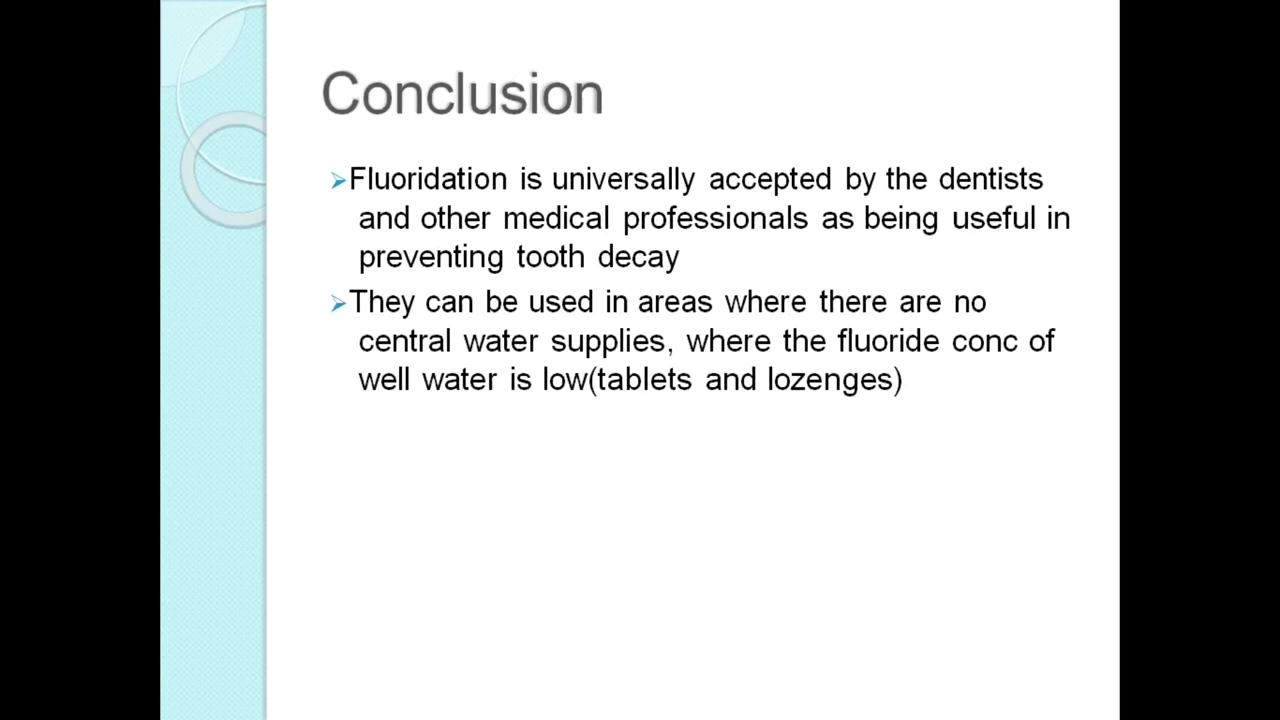 Conclusion
Fluoridation is universally accepted by the dentists
and other medical professionals as being useful in
preventing tooth decay
They can be used in areas where there are no
central water supplies, where the fluoride conc of
well water is low(tablets and lozenges)